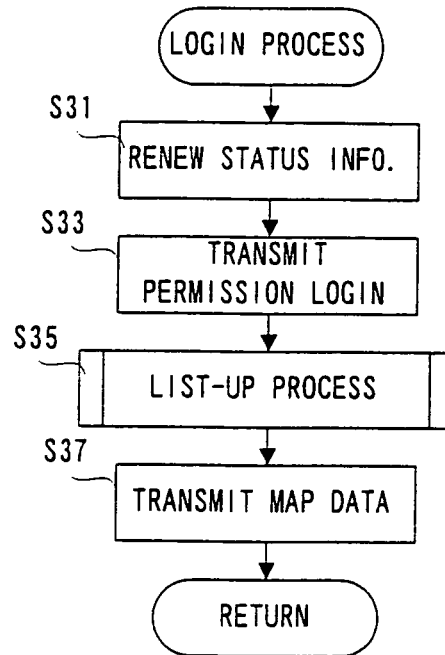 LOGIN PROCESS
S31
RENEW STATUS INFO.
S33
TRANSMIT
PERMISSION LOGIN
S35
LIST-UP PROCESS
S37
TRANSMIT MAP DATA
RETURN